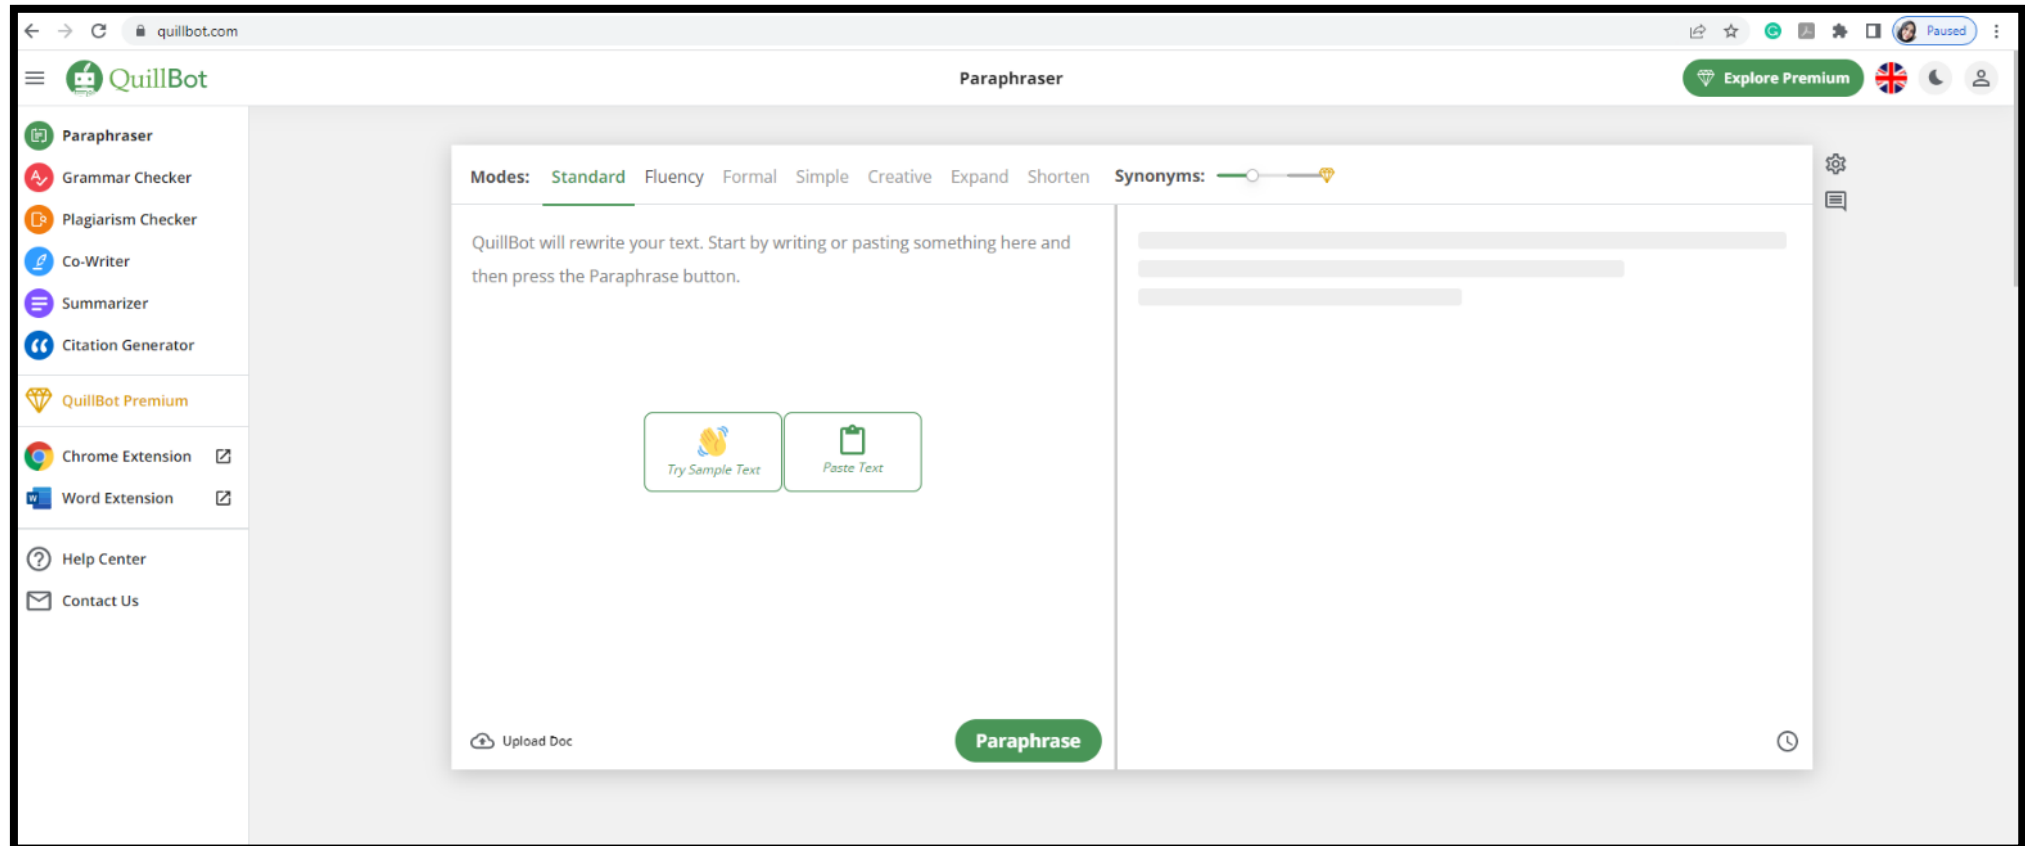 quillbot.com
Paused
QuillBot
Paraphraser
Explore Premium
Paraphraser
Grammar Checker
Plagiarism Checker
Co-Writer
Summarizer
Citation Generator
QuillBot Premium
Chrome Extension
Word Extension
Help Center
Contact Us
Modes: Standard Fluency Formal Simple Creative Expand Shorten Synonyms:
QuillBot will rewrite your text. Start by writing or pasting something here and
then press the Paraphrase button.
Try Sample Text
Paste Text
Upload Doc
Paraphrase